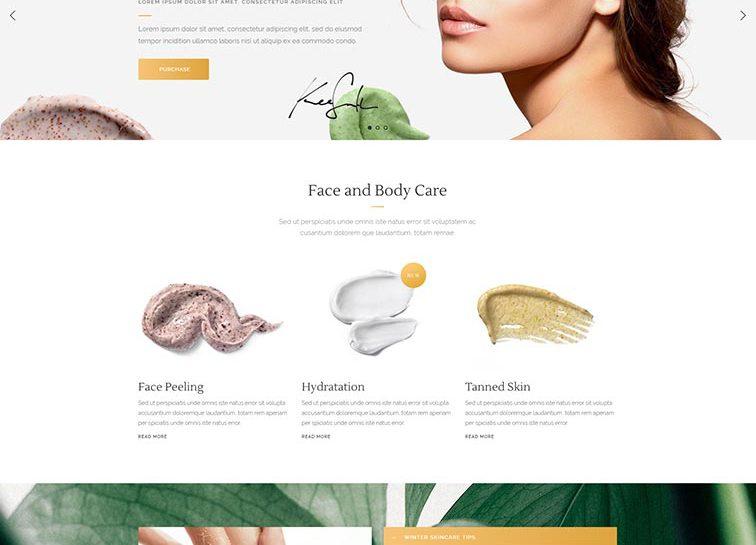 LOREM IPSUM DOLOR SIT AMET, CONSECTETUR ADIPISICING ELIT
Lorem ipsum dolor sit amet, consectetur adipiscing elit, sed do eiusmod
tempor incidition ullamco laboris nisl ut aliquip ex ea commodo condo.
PURCHASE
Face and Body Care
Sed ut perspiciatis unde omnis iste natus error sit voluptatem ac
cusantium dolorem que laudantium, totam remae
NEW
Face Peeling
Sed ut perspiciatis unde omnis iste natus error sit volupta
accusantium doloremque laudantium, totam rem aperiam
per spiciatis unde omnis iste natus error.
READ MORE
Hydratation
Sed ut perspiciatis unde omnis iste natus error sit volupta
accusantium doloremque laudantium, totam rem aperiam
per spiciatis unde omnis iste natus error.
READ MORE
Tanned Skin
Sed ut perspiciatis unde omnis iste natus error sit volupta
accusantium doloremque laudantium, totam rem aperiam
per spiciatis unde omnis iste natus error.
READ MORE
WINTER SKINCARE TIPS